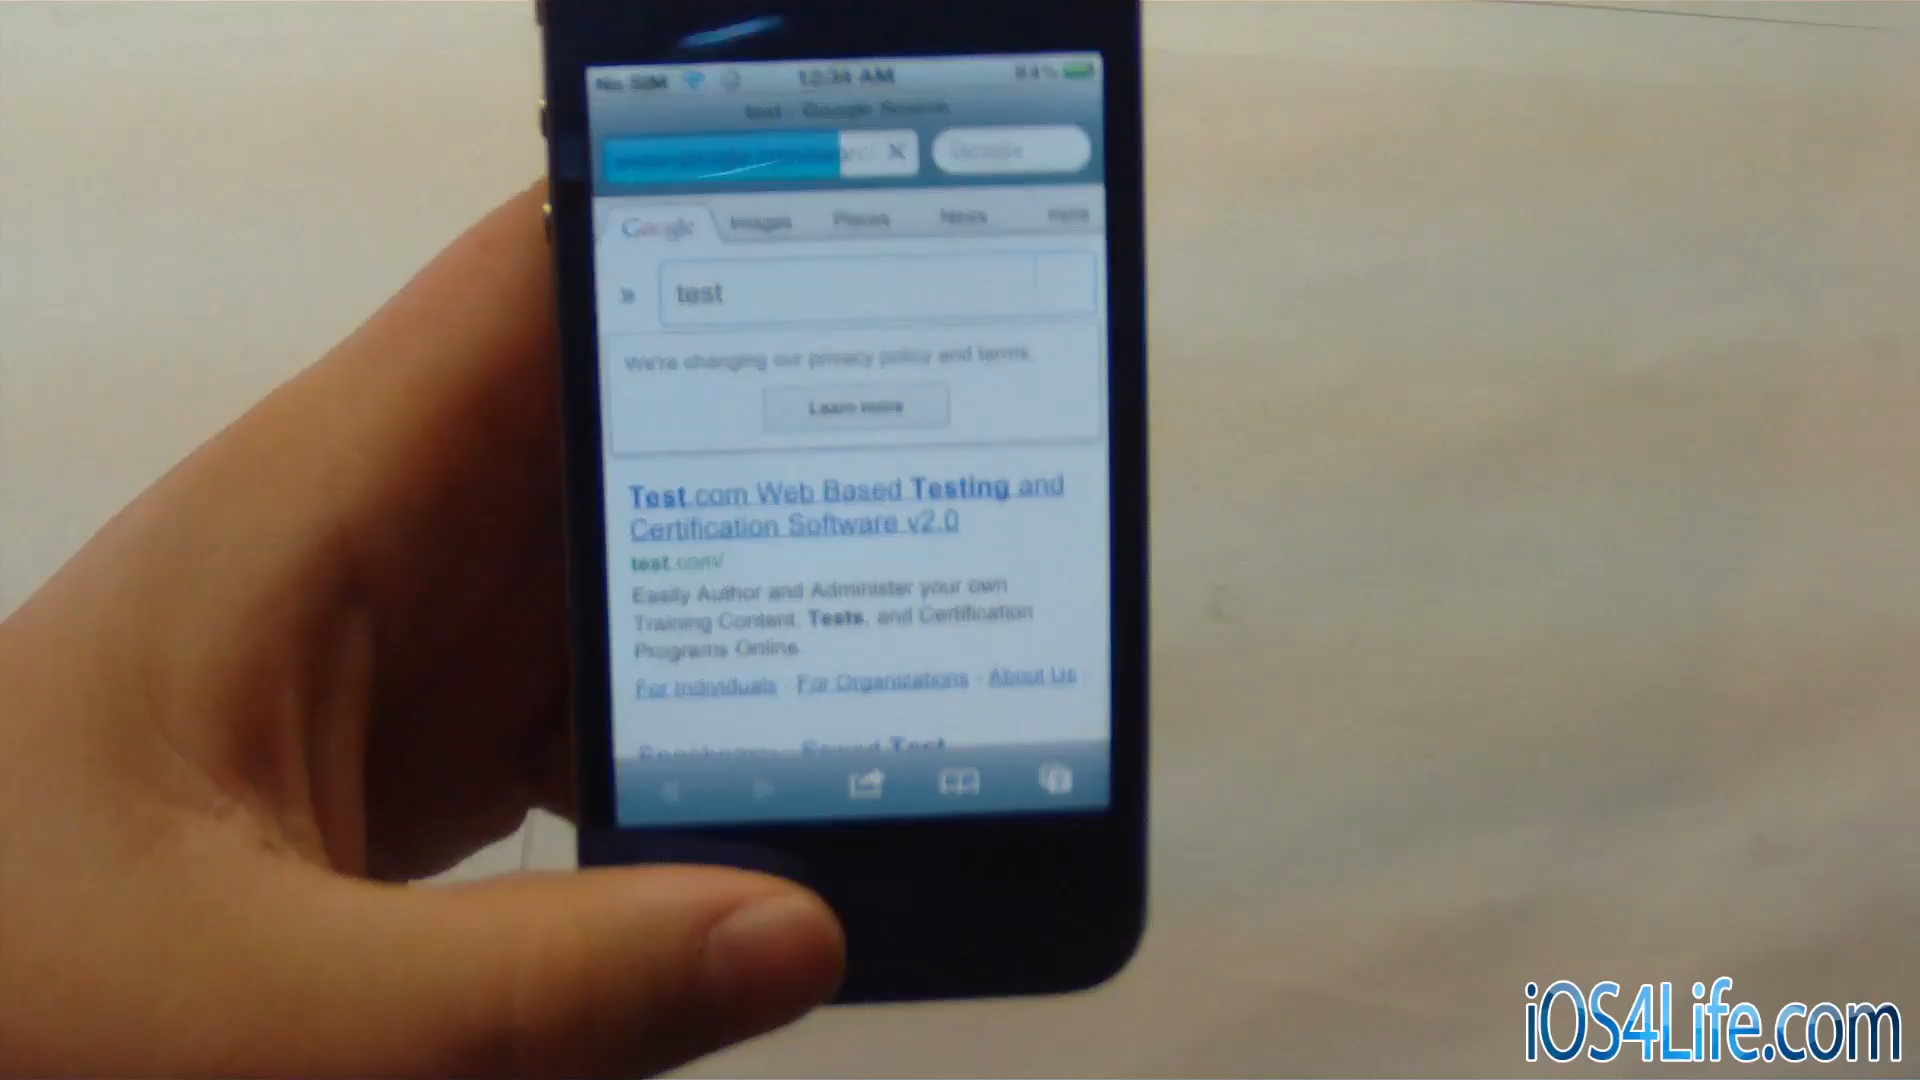 No SIM 12:34 AM 84%
test - Google Search
Google
Google Images Places News more
» test
We're changing our privacy policy and terms.
Learn more
Test.com Web Based Testing and
Certification Software v2.0
test.com/
Easily Author and Administer your own
Training Content, Tests, and Certification
Programs Online
For Individuals - For Organizations - About Us
Speed Test
iOS4Life.com